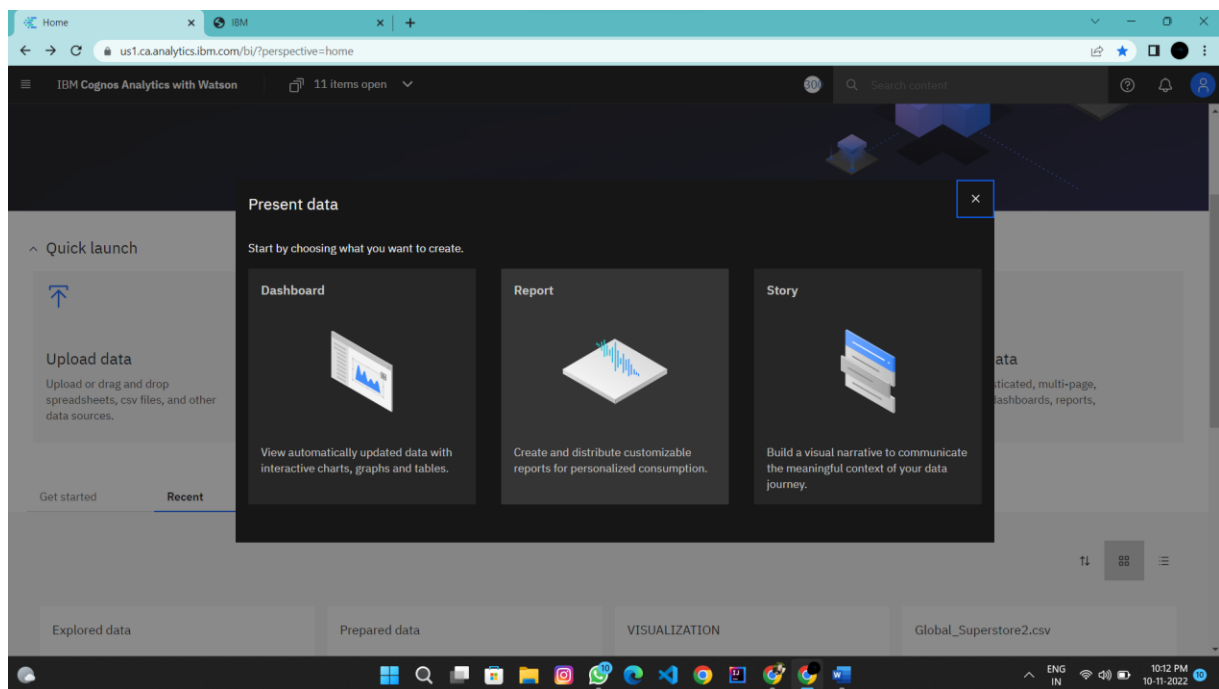 Home
IBM
us1.ca.analytics.ibm.com/bi/?perspective=home
IBM Cognos Analytics with Watson
11 items open
Search content
Present data
Start by choosing what you want to create.
Quick launch
Upload data
Upload or drag and drop
spreadsheets, csv files, and other
data sources.
Dashboard
View automatically updated data with
interactive charts, graphs and tables.
Report
Create and distribute customizable
reports for personalized consumption.
Story
Build a visual narrative to communicate
the meaningful context of your data
journey.
ata
sticated, multi-page,
dashboards, reports,
Get started
Recent
Explored data
Prepared data
VISUALIZATION
Global_Superstore2.csv
10
ENG
IN
10:12 PM
10-11-2022
10